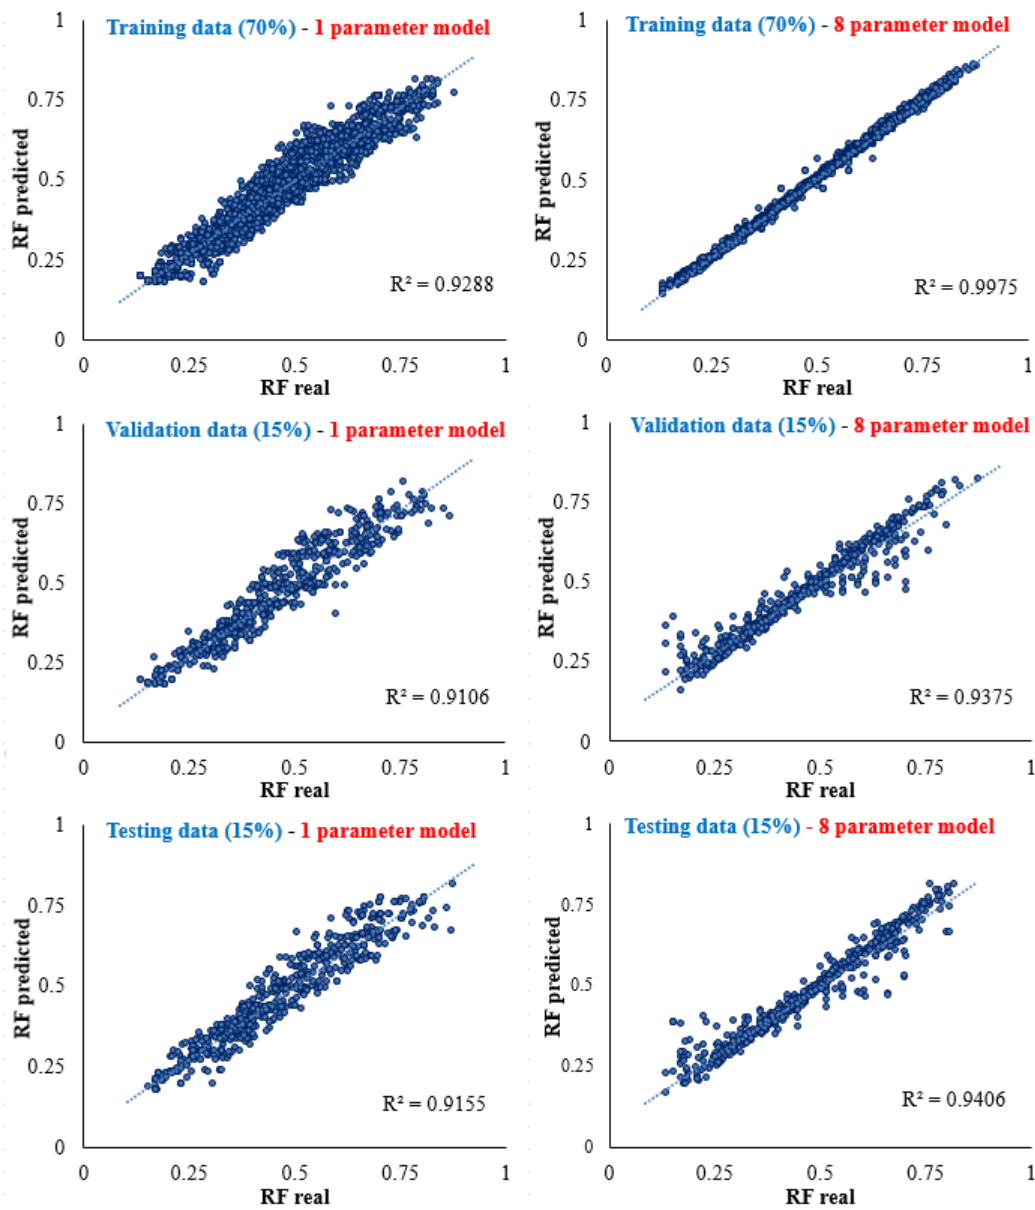 Training data (70%) - 1 parameter model
1
0.75
0.5
0.25
0
RF predicted
R² = 0.9288
0 0.25 0.5 0.75 1
RF real
Training data (70%) - 8 parameter model
1
0.75
0.5
0.25
0
RF predicted
R² = 0.9975
0 0.25 0.5 0.75 1
RF real
Validation data (15%) - 1 parameter model
1
0.75
0.5
0.25
0
RF predicted
R² = 0.9106
0 0.25 0.5 0.75 1
RF real
Validation data (15%) - 8 parameter model
1
0.75
0.5
0.25
0
RF predicted
R² = 0.9375
0 0.25 0.5 0.75 1
RF real
Testing data (15%) - 1 parameter model
1
0.75
0.5
0.25
0
RF predicted
R² = 0.9155
0 0.25 0.5 0.75 1
RF real
Testing data (15%) - 8 parameter model
1
0.75
0.5
0.25
0
RF predicted
R² = 0.9406
0 0.25 0.5 0.75 1
RF real